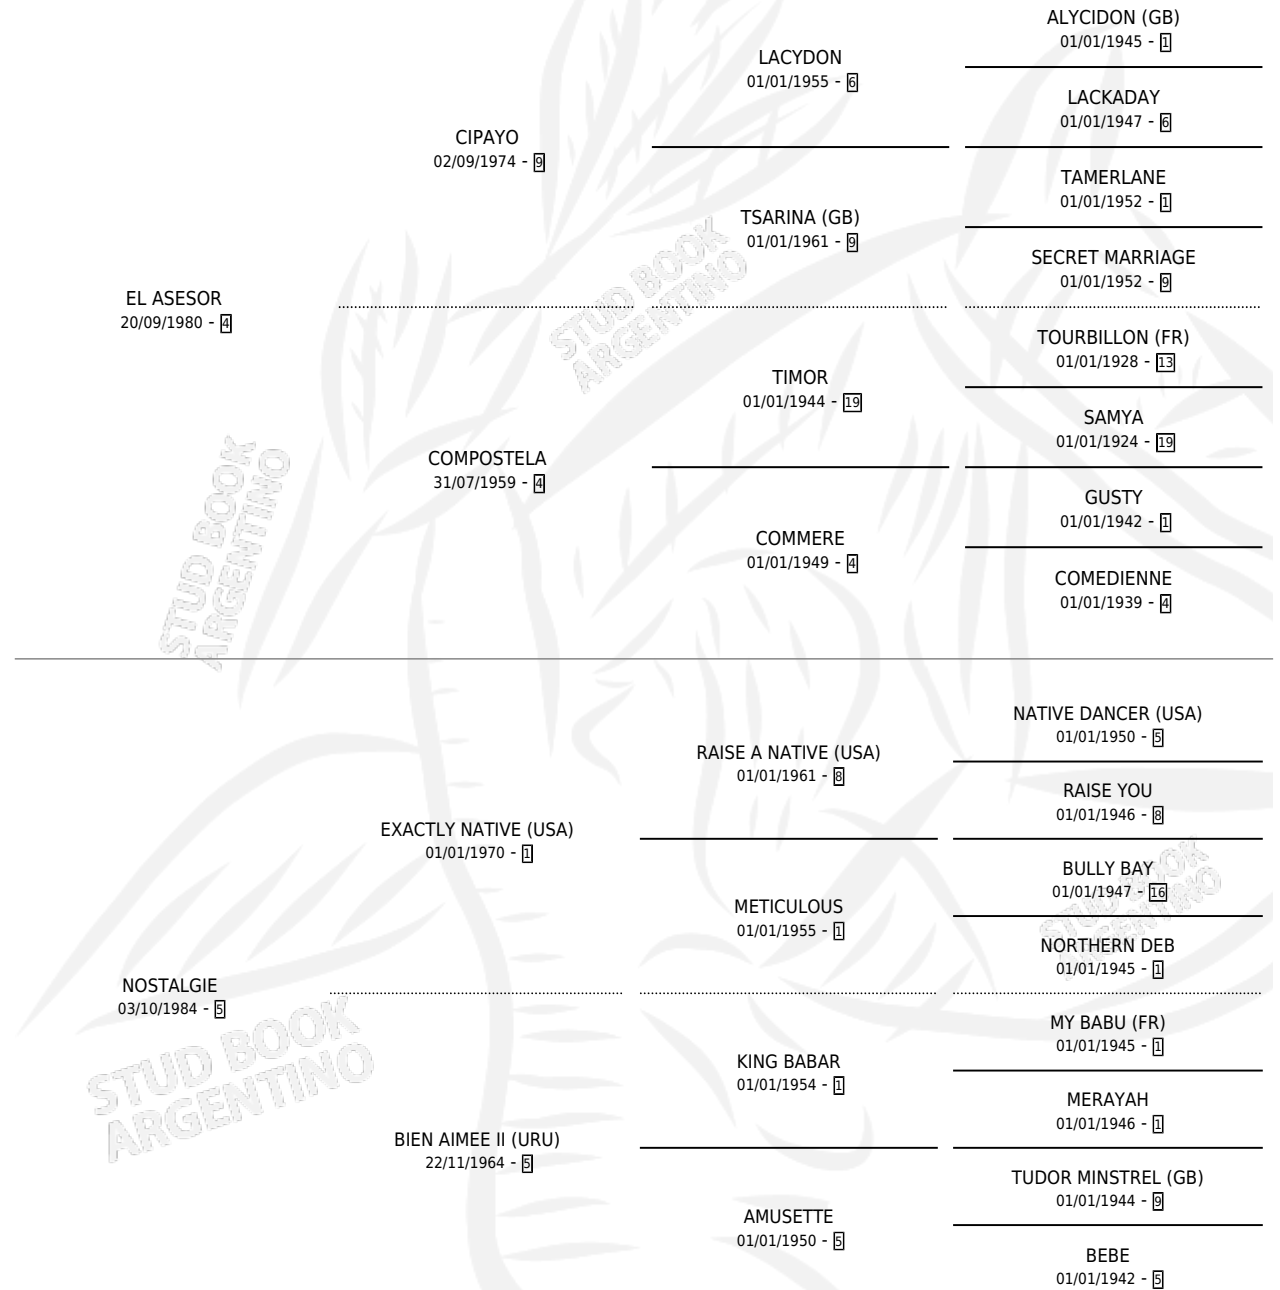 ALYCIDON (GB)
01/01/1945 - 1
LACYDON
01/01/1955 - 6
LACKADAY
01/01/1947 - 6
CIPAYO
02/09/1974 - 9
TAMERLANE
01/01/1952 - 1
TSARINA (GB)
01/01/1961 - 9
SECRET MARRIAGE
01/01/1952 - 9
EL ASESOR
20/09/1980 - 4
TOURBILLON (FR)
01/01/1928 - 13
TIMOR
01/01/1944 - 19
SAMYA
01/01/1924 - 19
COMPOSTELA
31/07/1959 - 4
GUSTY
01/01/1942 - 1
COMMERE
01/01/1949 - 4
COMEDIENNE
01/01/1939 - 4
NATIVE DANCER (USA)
01/01/1950 - 5
RAISE A NATIVE (USA)
01/01/1961 - 8
RAISE YOU
01/01/1946 - 8
EXACTLY NATIVE (USA)
01/01/1970 - 1
BULLY BAY
01/01/1947 - 16
METICULOUS
01/01/1955 - 1
NORTHERN DEB
01/01/1945 - 1
NOSTALGIE
03/10/1984 - 5
MY BABU (FR)
01/01/1945 - 1
KING BABAR
01/01/1954 - 1
MERAYAH
01/01/1946 - 1
BIEN AIMEE II (URU)
22/11/1964 - 5
TUDOR MINSTREL (GB)
01/01/1944 - 9
AMUSETTE
01/01/1950 - 5
BEBE
01/01/1942 - 5
STUD BOOK
ARGENTINO
STUD BOOK
ARGENTINO
STUD BOOK
ARGENTINO
STUD BOOK
ARGENTINO